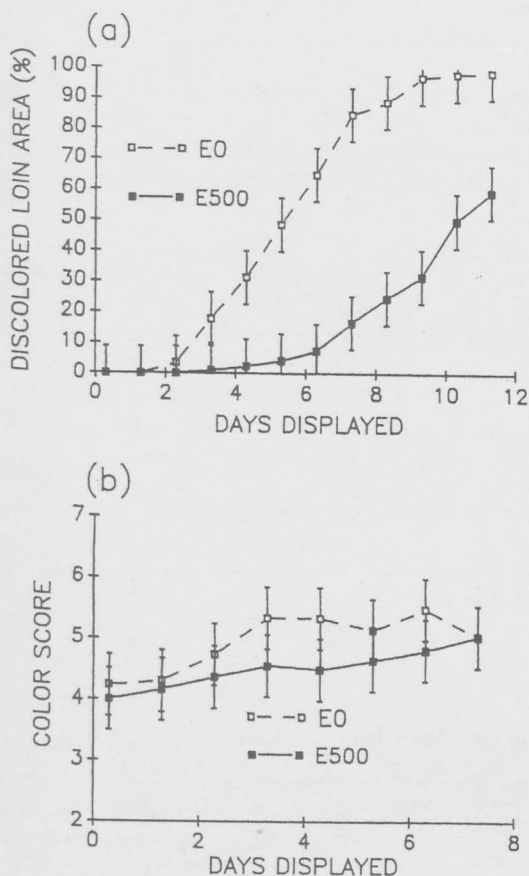 (a)
DISCOLORED LOIN AREA (%)
100
90
80
70
60
50
40
30
20
10
0
E0
E500
0 2 4 6 8 10 12
DAYS DISPLAYED
(b)
COLOR SCORE
7
6
5
4
3
2
E0
E500
0 2 4 6 8
DAYS DISPLAYED